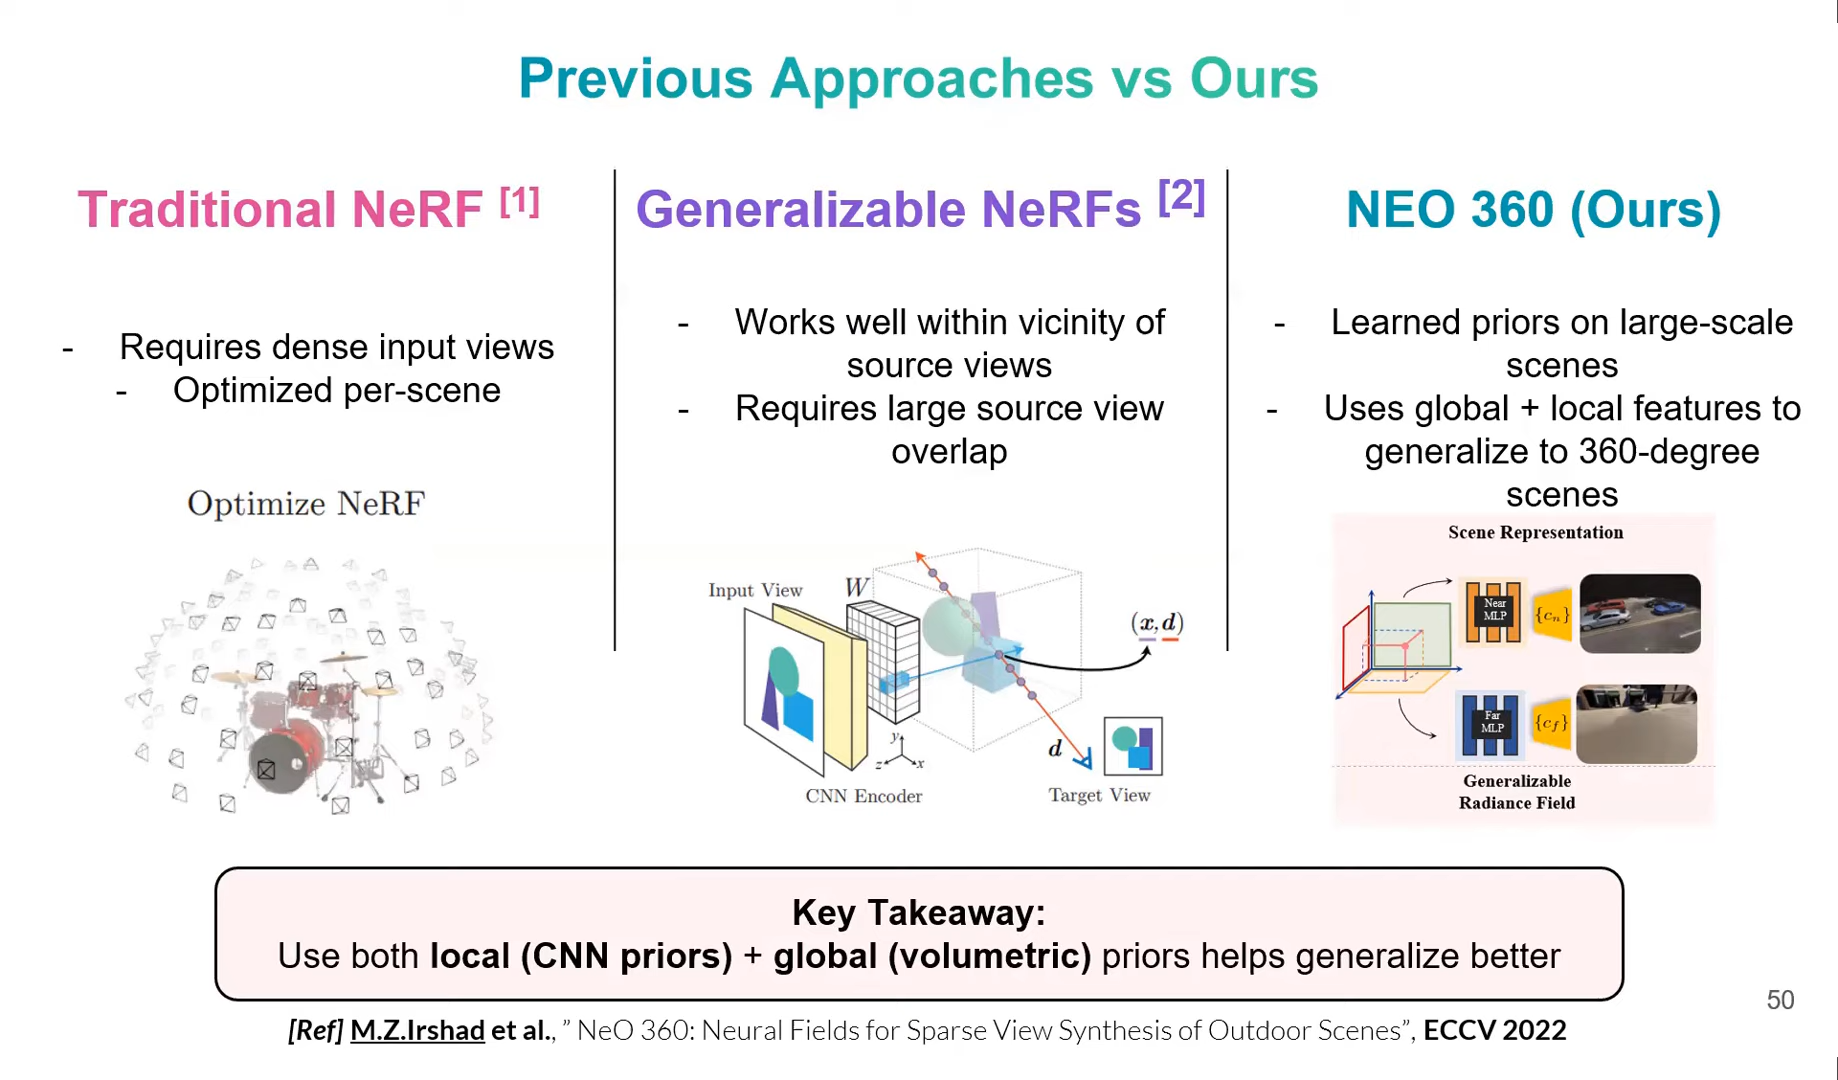 Previous Approaches vs Ours
Traditional NeRF [1]
- Requires dense input views
- Optimized per-scene
Optimize NeRF
Generalizable NeRFs [2]
- Works well within vicinity of
source views
- Requires large source view
overlap
Input View
W
(x, d)
y
z
x
d
CNN Encoder
Target View
NEO 360 (Ours)
- Learned priors on large-scale
scenes
- Uses global + local features to
generalize to 360-degree
scenes
Scene Representation
Near
MLP
{cn}
Far
MLP
{cf}
Generalizable
Radiance Field
Key Takeaway:
Use both local (CNN priors) + global (volumetric) priors helps generalize better
50
[Ref] M.Z.Irshad et al., ” NeO 360: Neural Fields for Sparse View Synthesis of Outdoor Scenes”, ECCV 2022